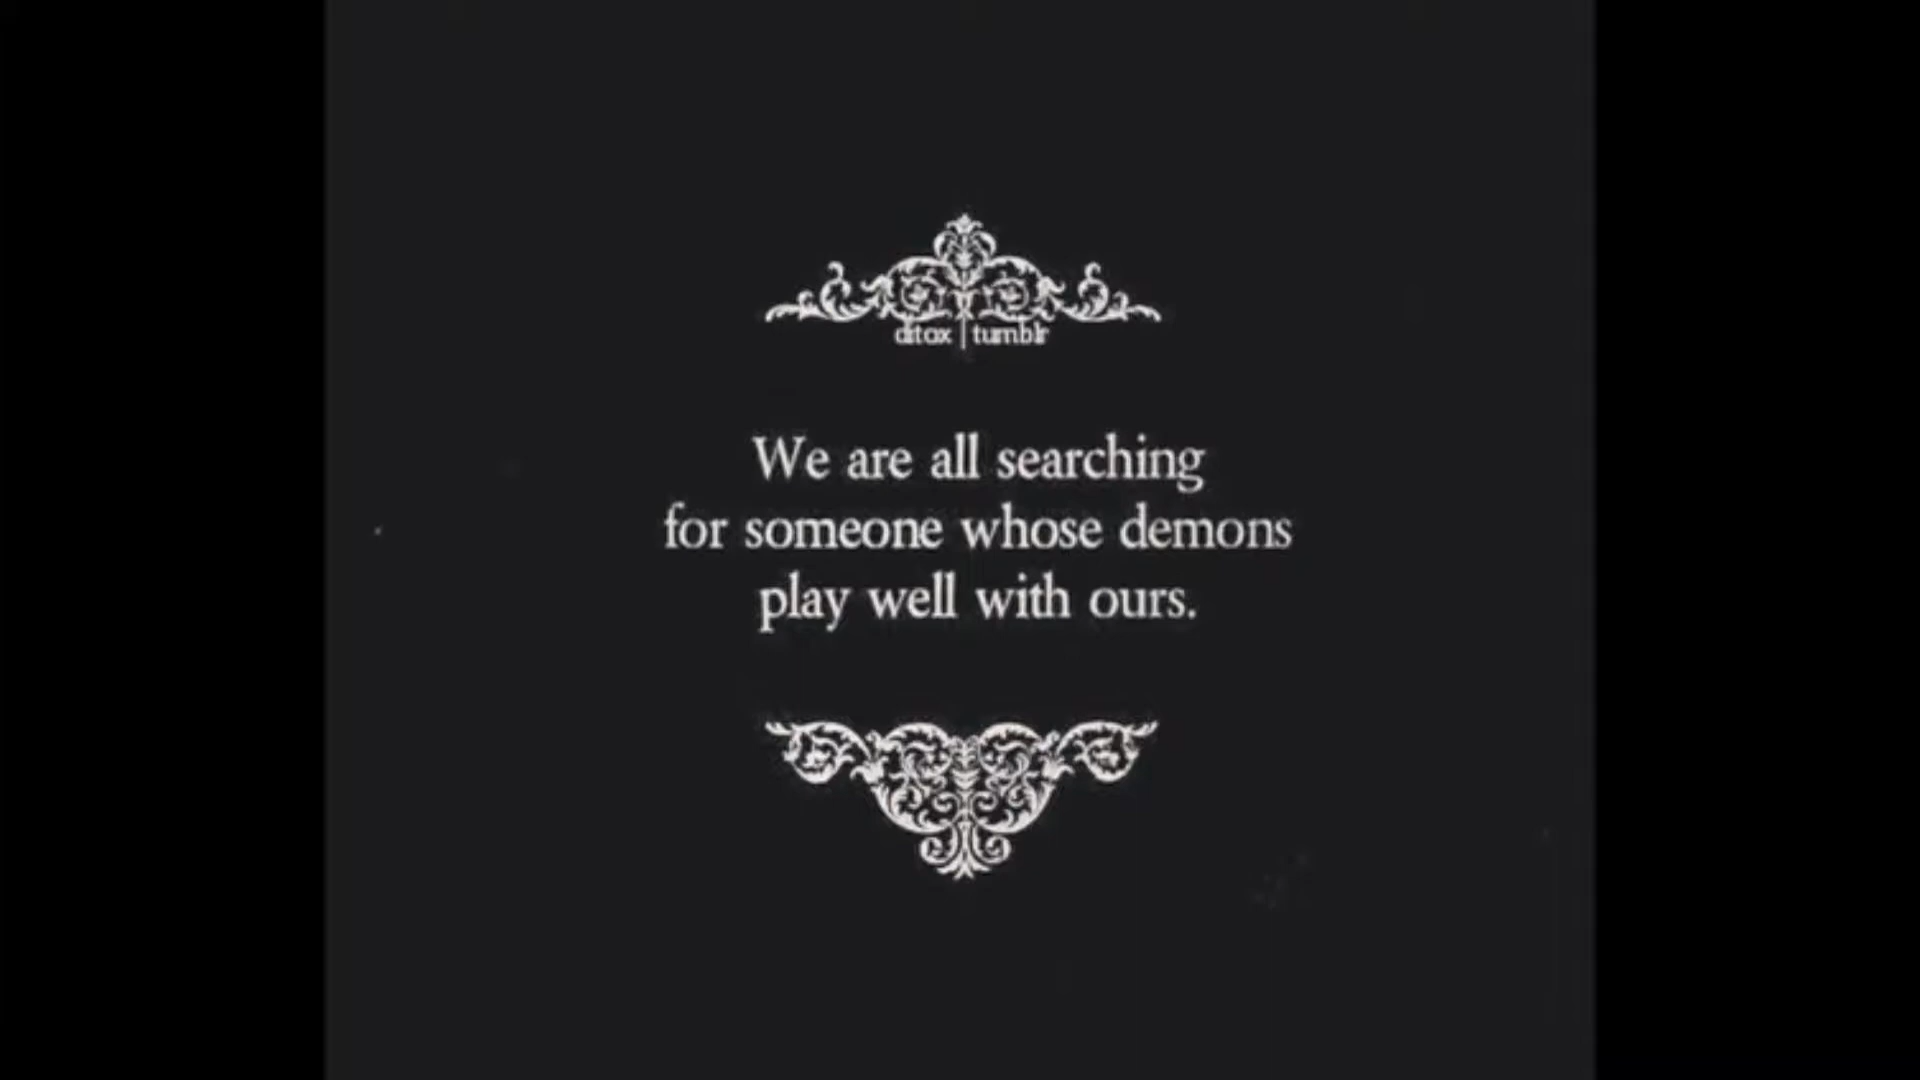 ditox | tumblr
We are all searching
for someone whose demons
play well with ours.